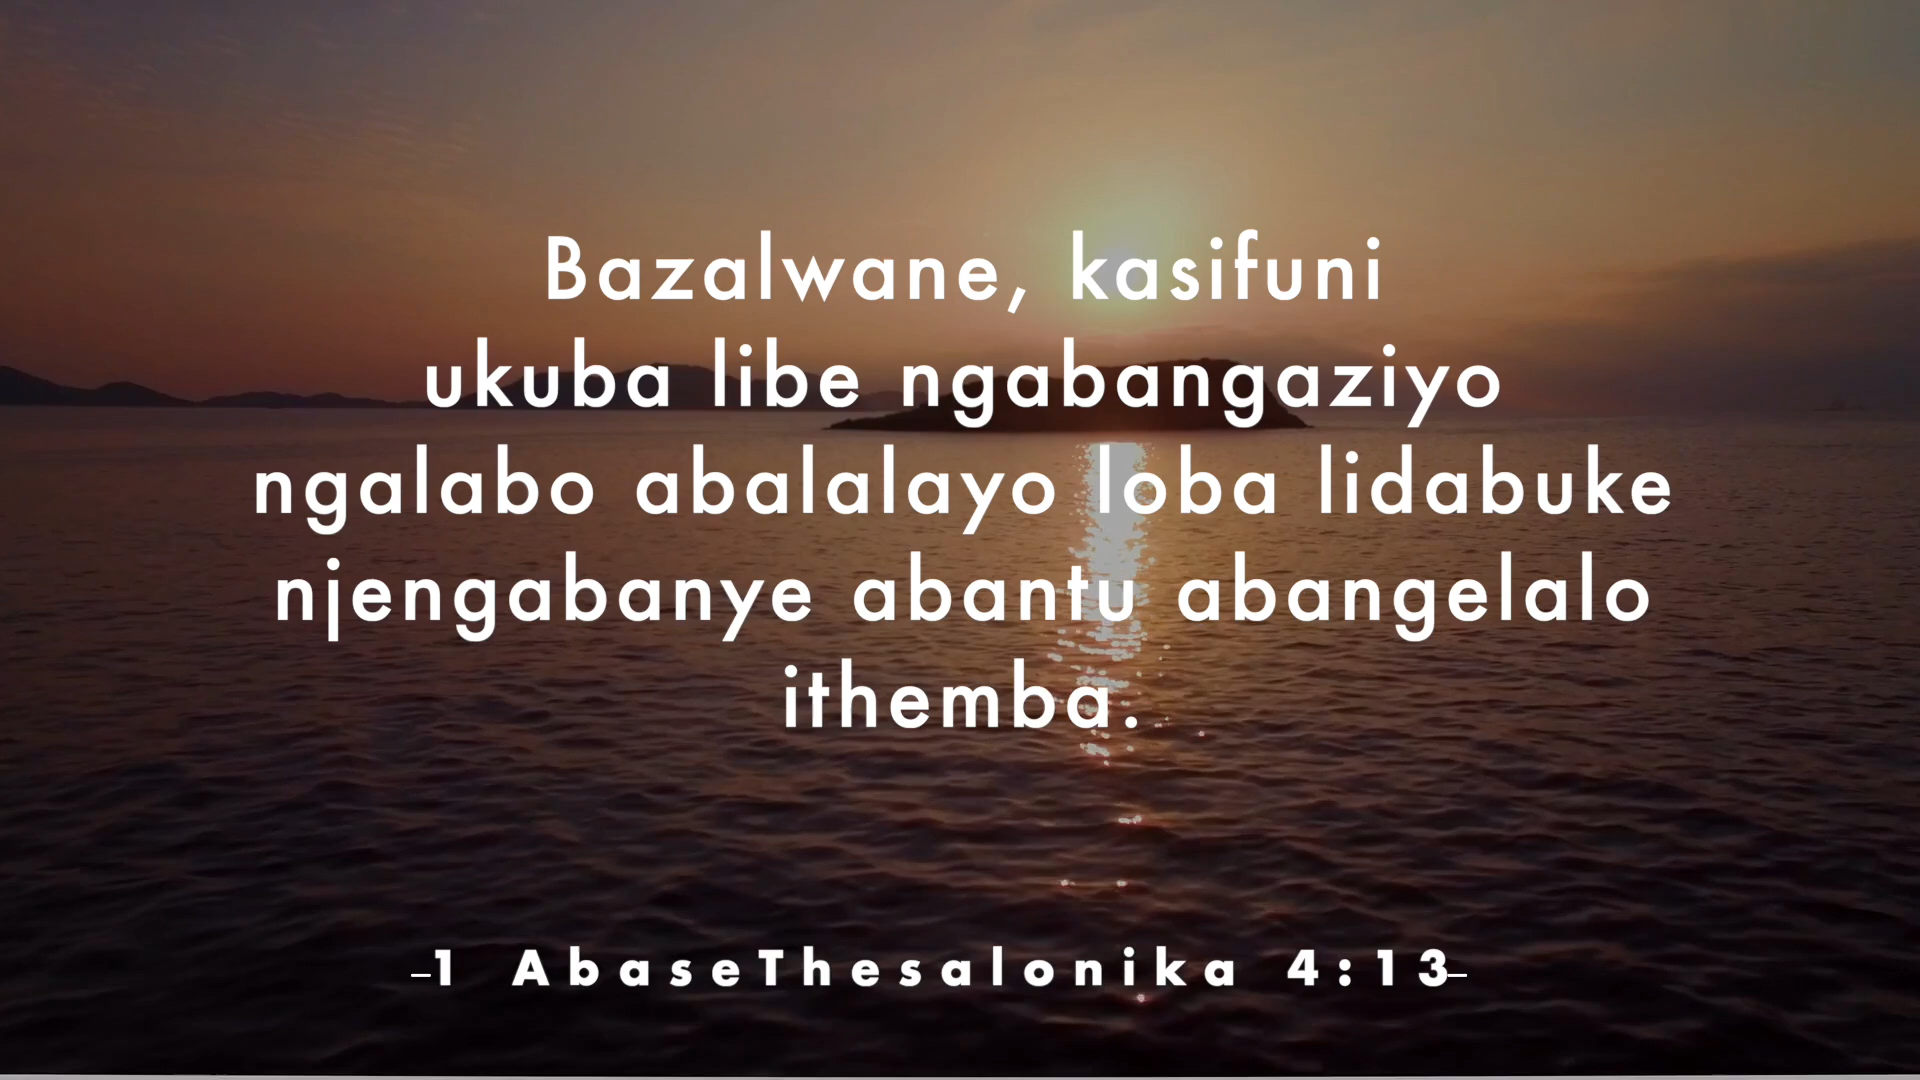 Bazalwane, kasifuni
ukuba libe ngabangaziyo
ngalabo abalalayo loba lidabuke
njengabanye abantu abangelalo
ithemba.
–1 AbaseThesalonika 4:13–